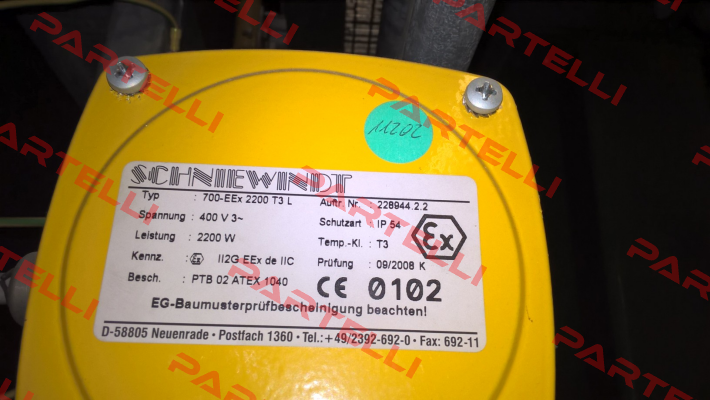 PARTELLI
11202
SCHNIEWINDT
Typ : 700-EEx 2200 T3 L
Spannung : 400 V 3~
Leistung : 2200 W
Kennz. : Ex II2G EEx de IIC
Besch. : PTB 02 ATEX 1040
Auftr. Nr. : 228944.2.2
Schutzart : IP 54
Temp.-Kl. : T3
Prüfung : 09/2008 K
Ex
CE 0102
EG-Baumusterprüfbescheinigung beachten!
D-58805 Neuenrade • Postfach 1360 • Tel.: +49/2392-692-0 • Fax: 692-11